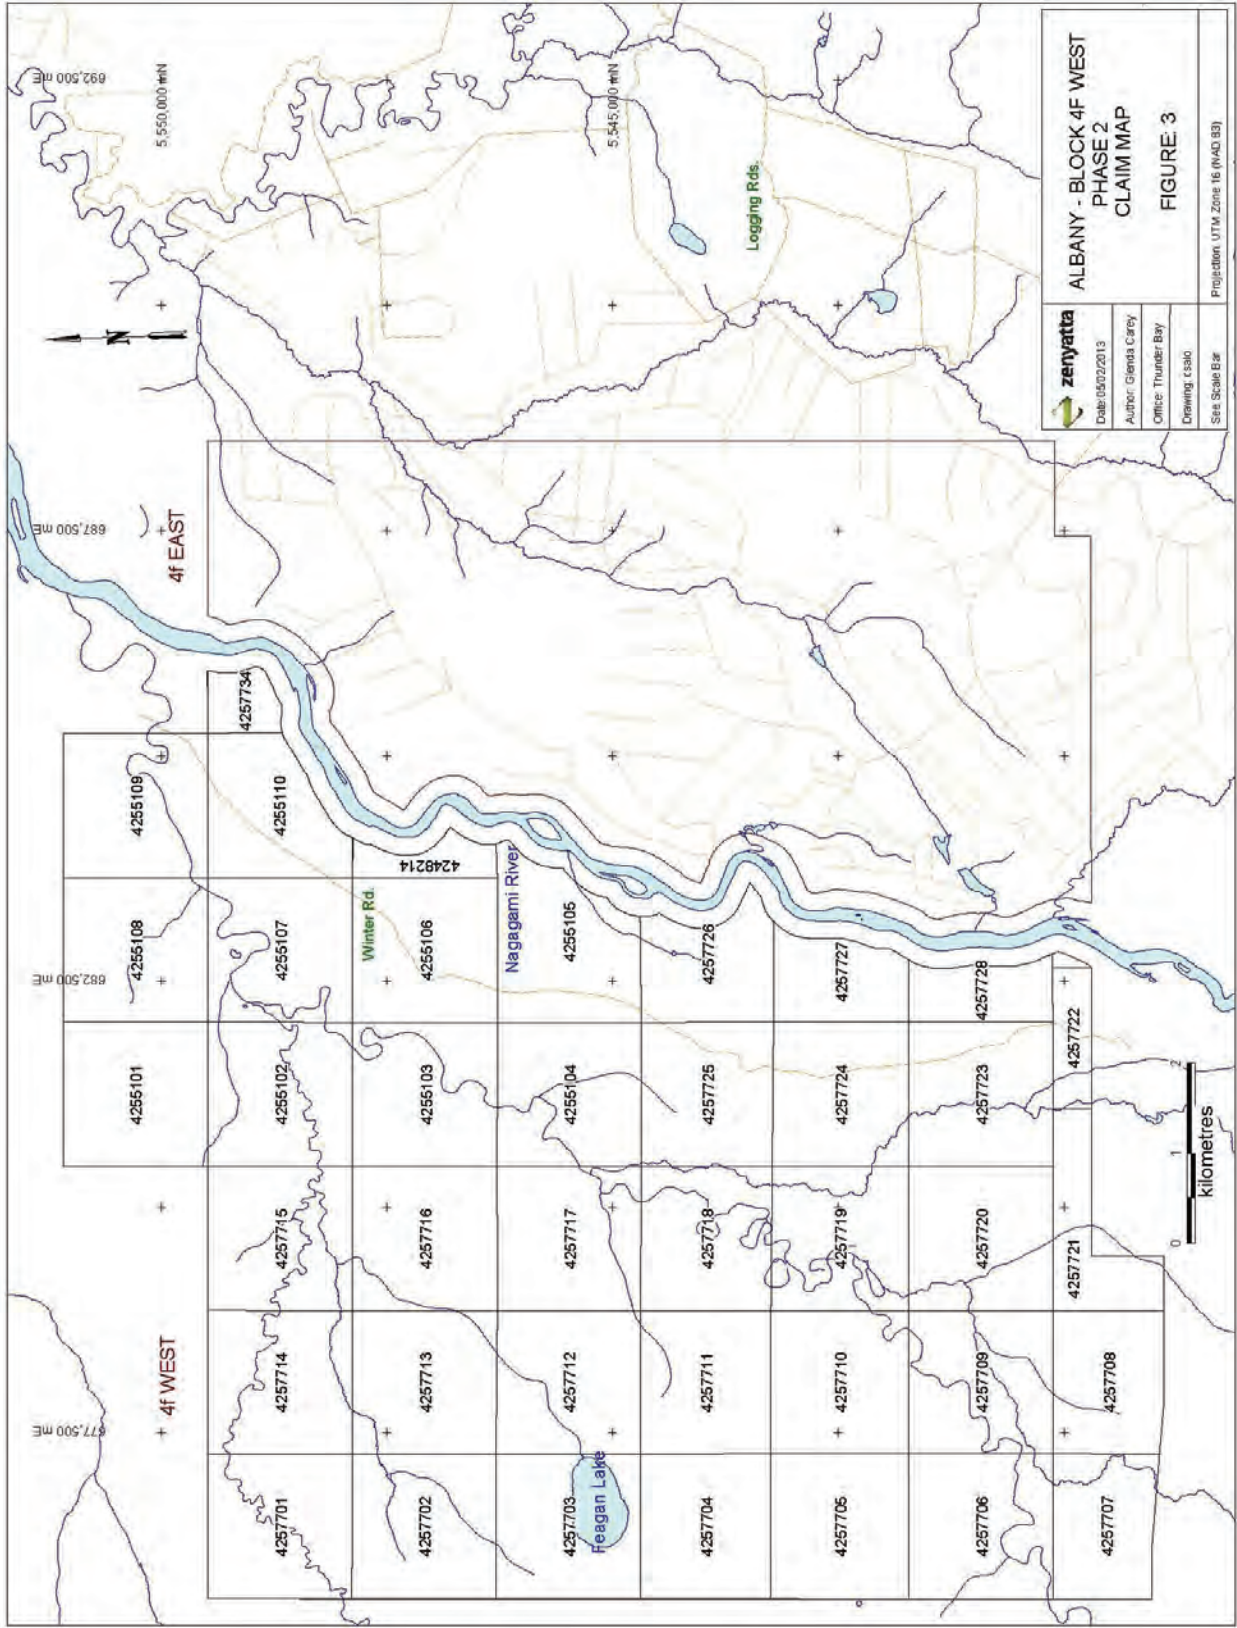 692,500 mE
687,500 mE
682,500 mE
677,500 mE
5,550,000 mN
5,545,000 mN
N
4f WEST
4f EAST
4255101
4255108
4255109
4257701
4257714
4257715
4255102
4255107
4255110
4257734
4257702
4257713
4257716
4255103
4255106
4248214
Winter Rd.
4257703
Feagan Lake
4257712
4257717
4255104
4255105
Nagagami River
4257704
4257711
4257718
4257725
4257726
Logging Rds.
4257705
4257710
4257719
4257724
4257727
4257706
4257709
4257720
4257723
4257728
4257707
4257708
4257721
4257722
0 1 2
kilometres
zenyatta
Date:05/02/2013
Author: Glenda Carey
Office: Thunder Bay
Drawing: csalo
See Scale Bar
ALBANY - BLOCK 4F WEST
PHASE 2
CLAIM MAP
FIGURE: 3
Projection: UTM Zone 16 (NAD 83)